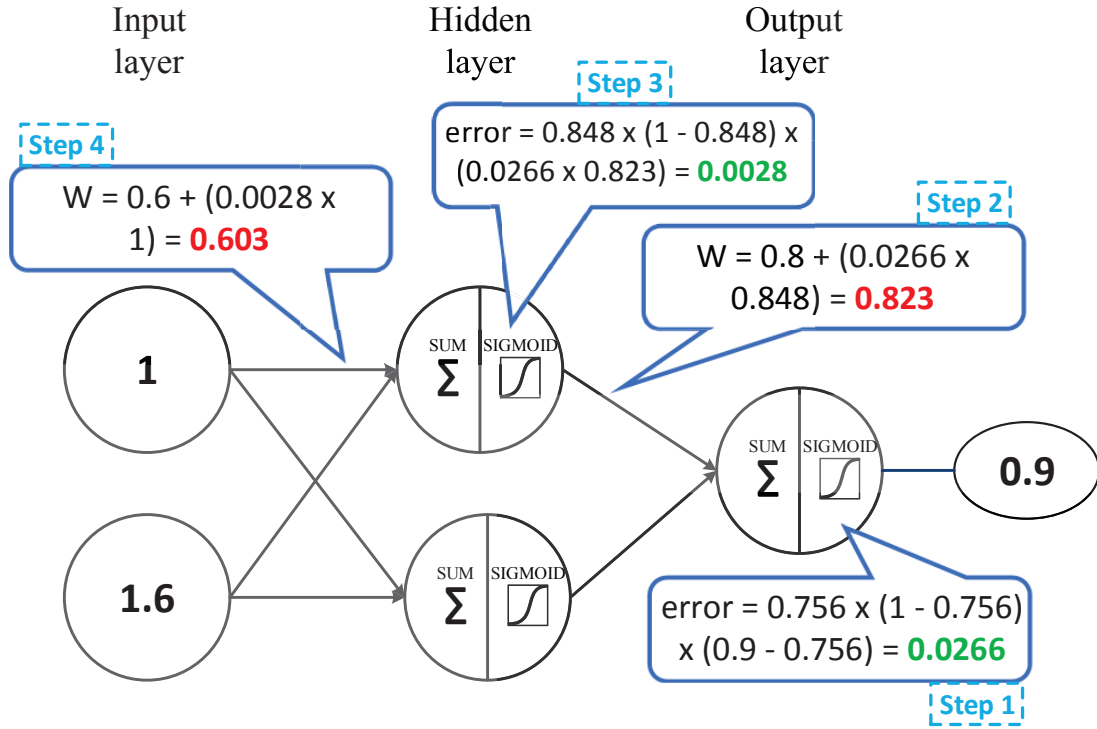 Input
layer
Hidden
layer
Output
layer
Step 3
error = 0.848 x (1 - 0.848) x
(0.0266 x 0.823) = 0.0028
Step 4
W = 0.6 + (0.0028 x
1) = 0.603
Step 2
W = 0.8 + (0.0266 x
0.848) = 0.823
1
SUM
Σ
SIGMOID
SUM
Σ
SIGMOID
0.9
1.6
SUM
Σ
SIGMOID
error = 0.756 x (1 - 0.756)
x (0.9 - 0.756) = 0.0266
Step 1